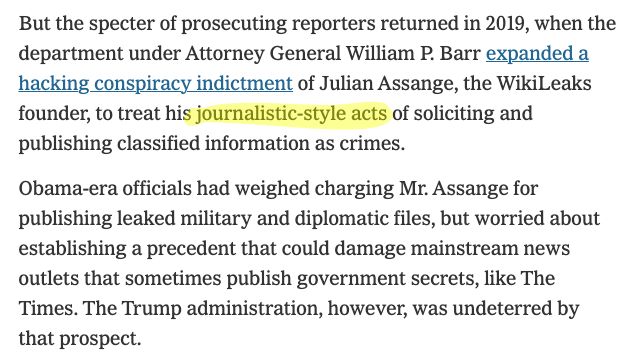 But the specter of prosecuting reporters returned in 2019, when the
department under Attorney General William P. Barr expanded a
hacking conspiracy indictment of Julian Assange, the WikiLeaks
founder, to treat his journalistic-style acts of soliciting and
publishing classified information as crimes.
Obama-era officials had weighed charging Mr. Assange for
publishing leaked military and diplomatic files, but worried about
establishing a precedent that could damage mainstream news
outlets that sometimes publish government secrets, like The
Times. The Trump administration, however, was undeterred by
that prospect.